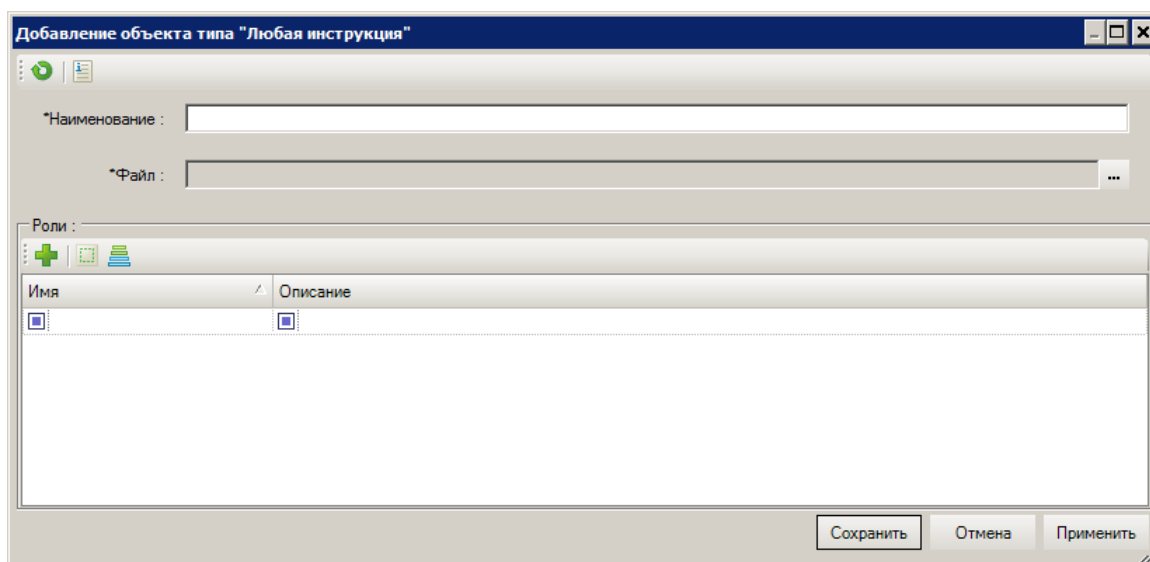 Добавление объекта типа "Любая инструкция"
*Наименование :
*Файл :
...
Роли :
Имя Описание
Сохранить Отмена Применить